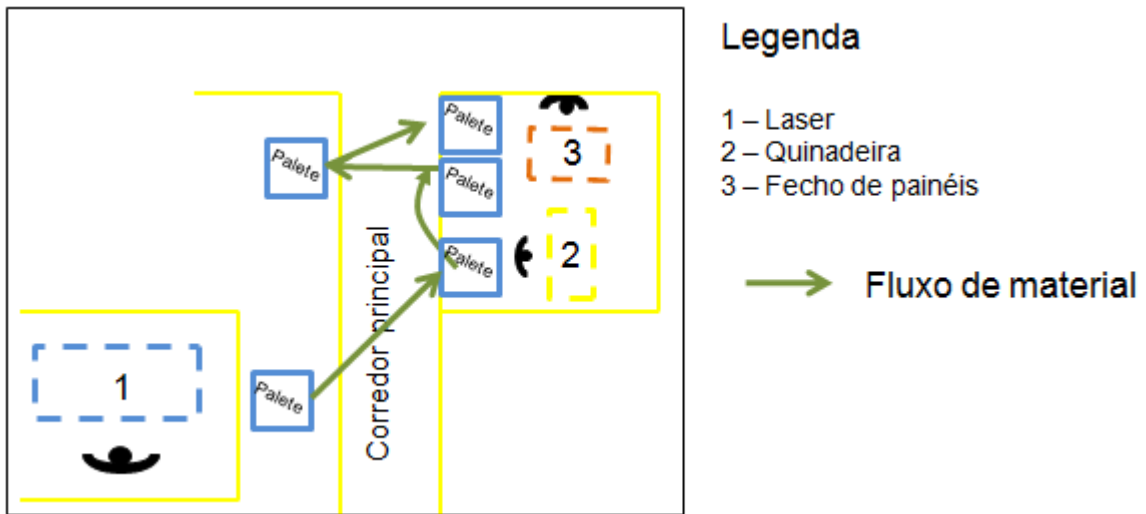 Palete
3
Palete
Palete
Palete
2
Corredor principal
1
Palete
Legenda
1 – Laser
2 – Quinadeira
3 – Fecho de painéis
Fluxo de material